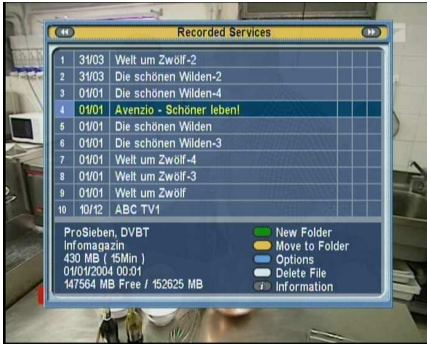 Recorded Services
1 31/03 Welt um Zwölf-2
2 31/03 Die schönen Wilden-2
3 01/01 Die schönen Wilden-4
4 01/01 Avenzio - Schöner leben!
5 01/01 Die schönen Wilden
6 01/01 Die schönen Wilden-3
7 01/01 Welt um Zwölf-4
8 01/01 Welt um Zwölf-3
9 01/01 Welt um Zwölf
10 10/12 ABC TV1
ProSieben, DVBT
Infomagazin
430 MB ( 15Min )
01/01/2004 00:01
147564 MB Free / 152625 MB
New Folder
Move to Folder
Options
Delete File
i Information